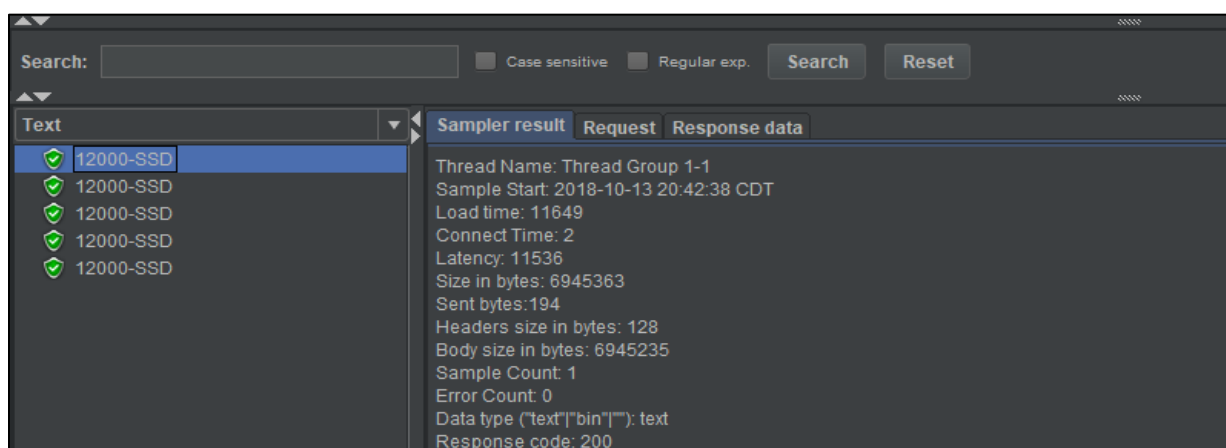 Search: Case sensitive Regular exp. Search Reset
Text
12000-SSD
12000-SSD
12000-SSD
12000-SSD
12000-SSD
Sampler result Request Response data
Thread Name: Thread Group 1-1
Sample Start: 2018-10-13 20:42:38 CDT
Load time: 11649
Connect Time: 2
Latency: 11536
Size in bytes: 6945363
Sent bytes:194
Headers size in bytes: 128
Body size in bytes: 6945235
Sample Count: 1
Error Count: 0
Data type ("text"|"bin"|""): text
Response code: 200